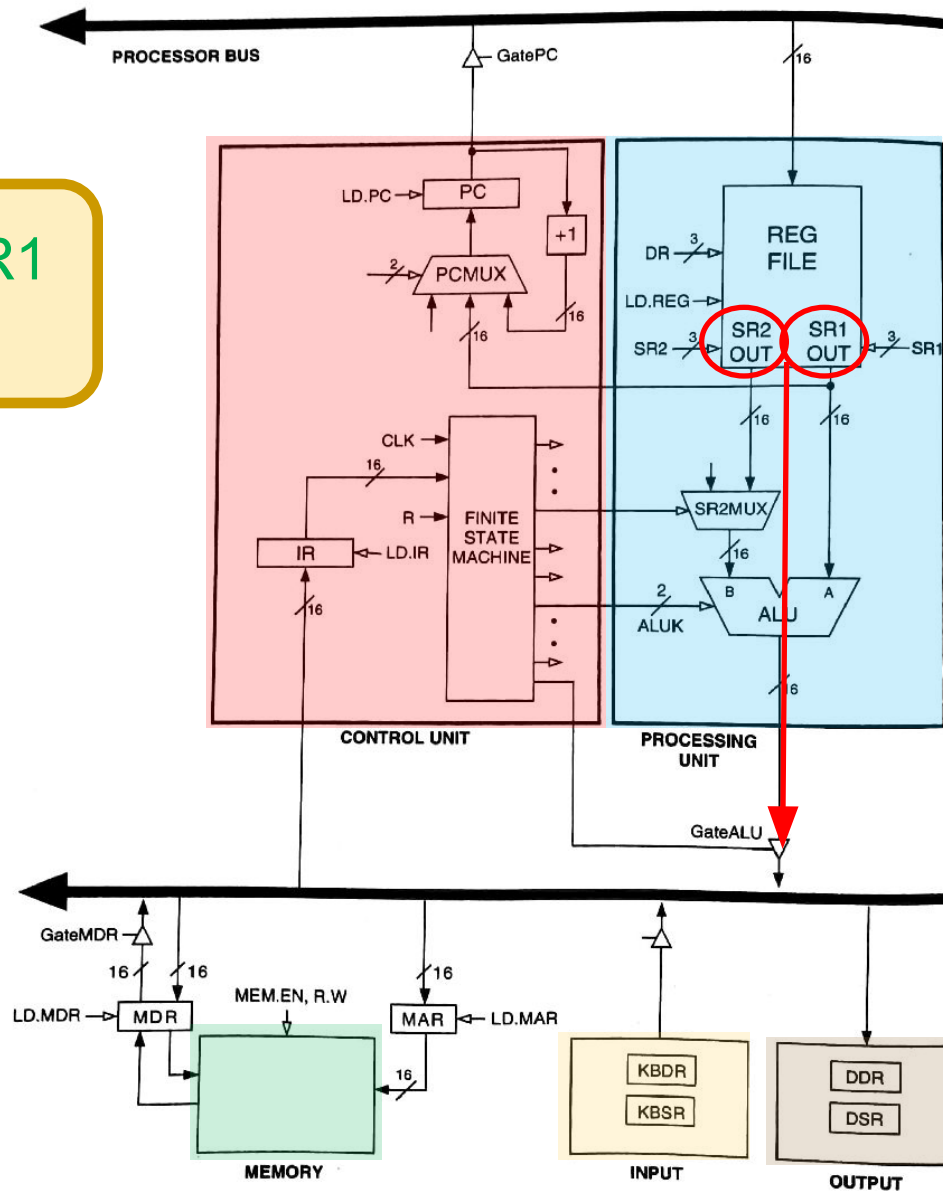 PROCESSOR BUS
GatePC
16
R1
LD.PC
PC
+1
2
PCMUX
16
16
REG
FILE
DR
3
LD.REG
SR2
3
SR2
OUT
SR1
OUT
3
SR1
16
16
CLK
16
R
FINITE
STATE
MACHINE
IR
LD.IR
16
SR2MUX
16
B
A
ALU
2
ALUK
16
CONTROL UNIT
PROCESSING
UNIT
GateALU
GateMDR
16
16
16
LD.MDR
MDR
MEM.EN, R.W
MAR
LD.MAR
16
KBDR
KBSR
DDR
DSR
MEMORY
INPUT
OUTPUT